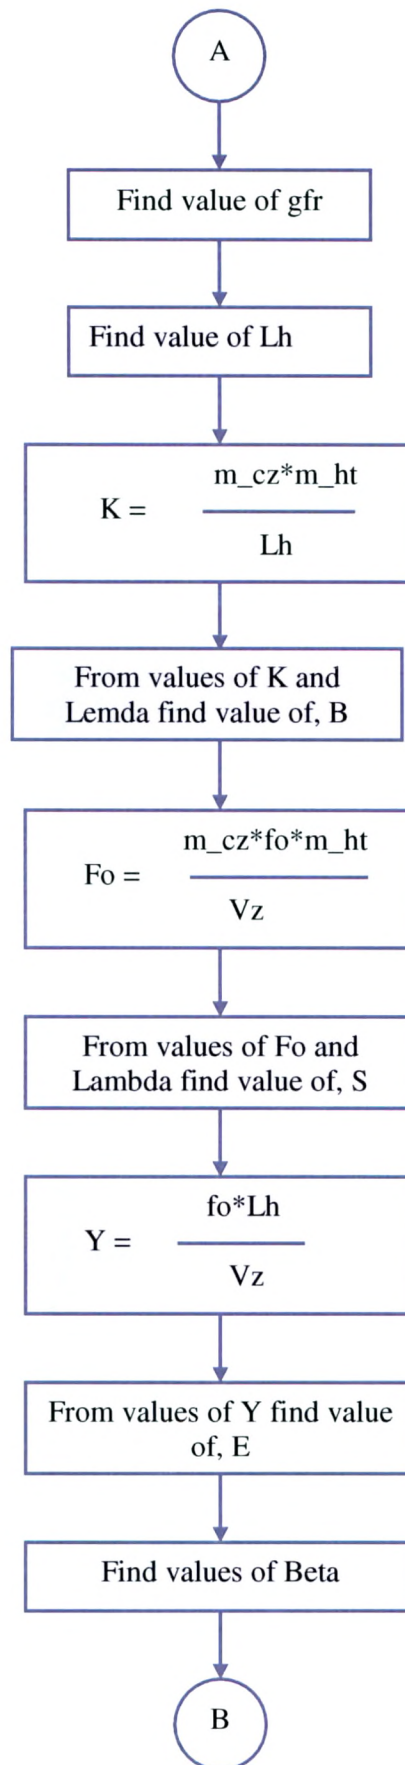 A
Find value of gfr
Find value of Lh
m_cz*m_ht
K =
Lh
From values of K and
Lemda find value of, B
m_cz*fo*m_ht
Fo =
Vz
From values of Fo and
Lambda find value of, S
fo*Lh
Y =
Vz
From values of Y find value
of, E
Find values of Beta
B